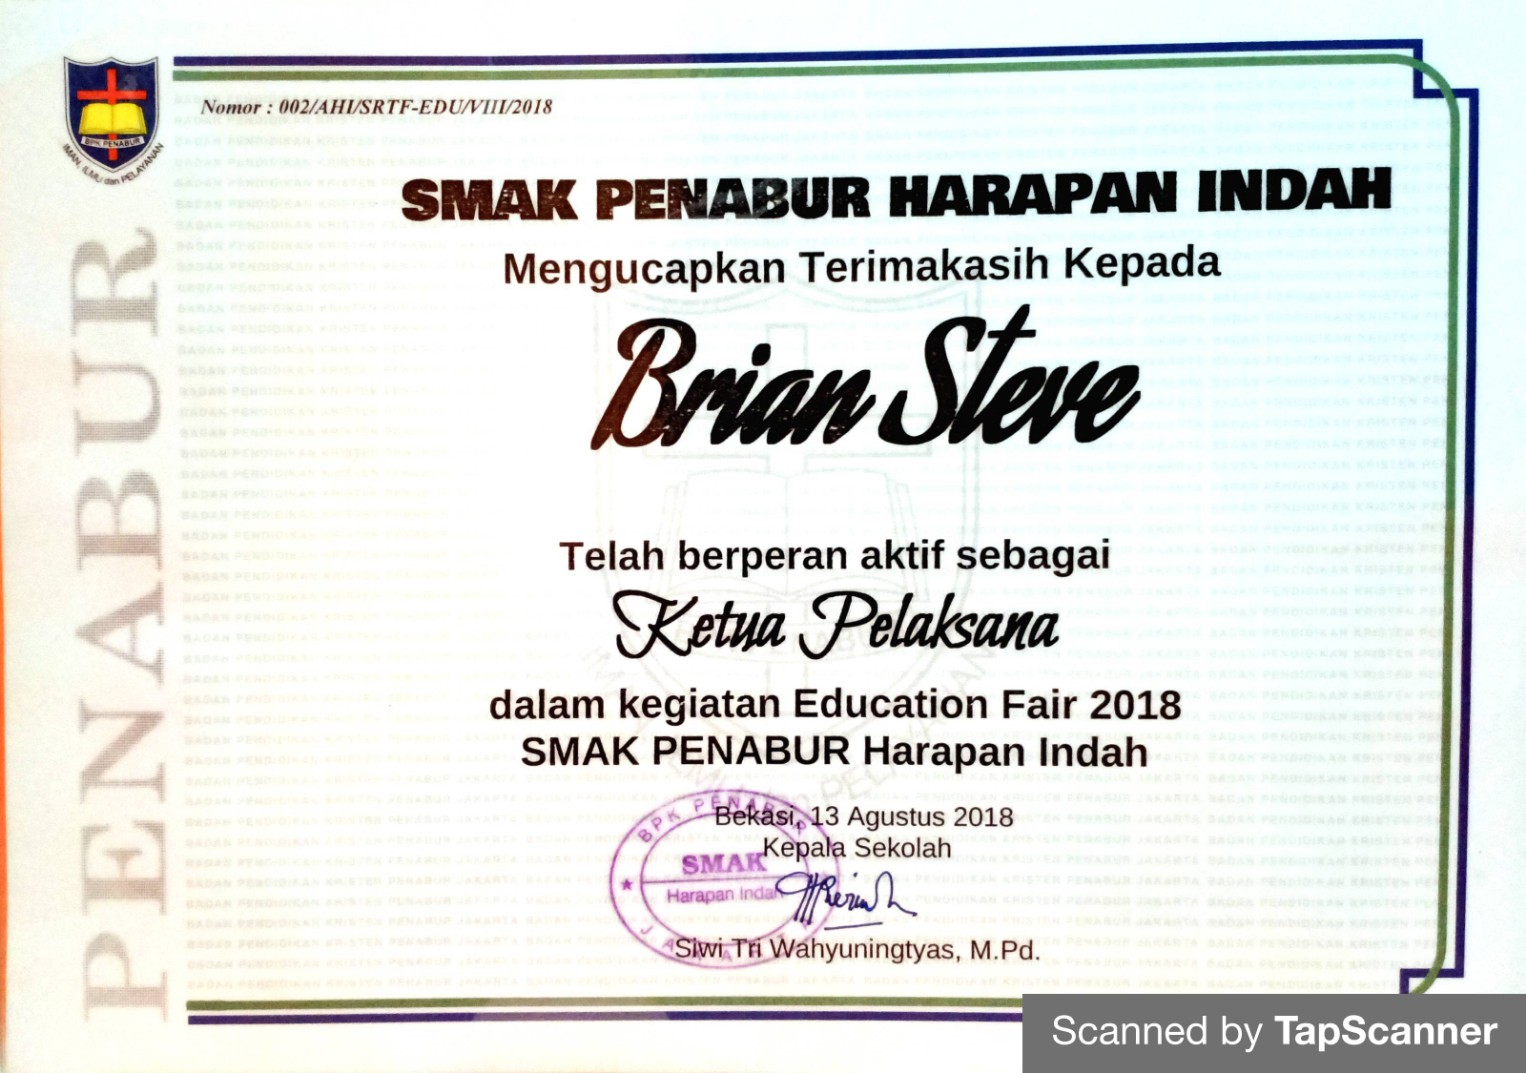 Nomor : 002/AHI/SRTF-EDU/VIII/2018
BPK PENABUR
IMAN, ILMU dan PELAYANAN
PENABUR
SMAK PENABUR HARAPAN INDAH
Mengucapkan Terimakasih Kepada
Brian Steve
Telah berperan aktif sebagai
Ketua Pelaksana
dalam kegiatan Education Fair 2018
SMAK PENABUR Harapan Indah
Bekasi, 13 Agustus 2018
Kepala Sekolah
BPK PENABUR
SMAK
Harapan Indah
Siwi Tri Wahyuningtyas, M.Pd.
Scanned by TapScanner